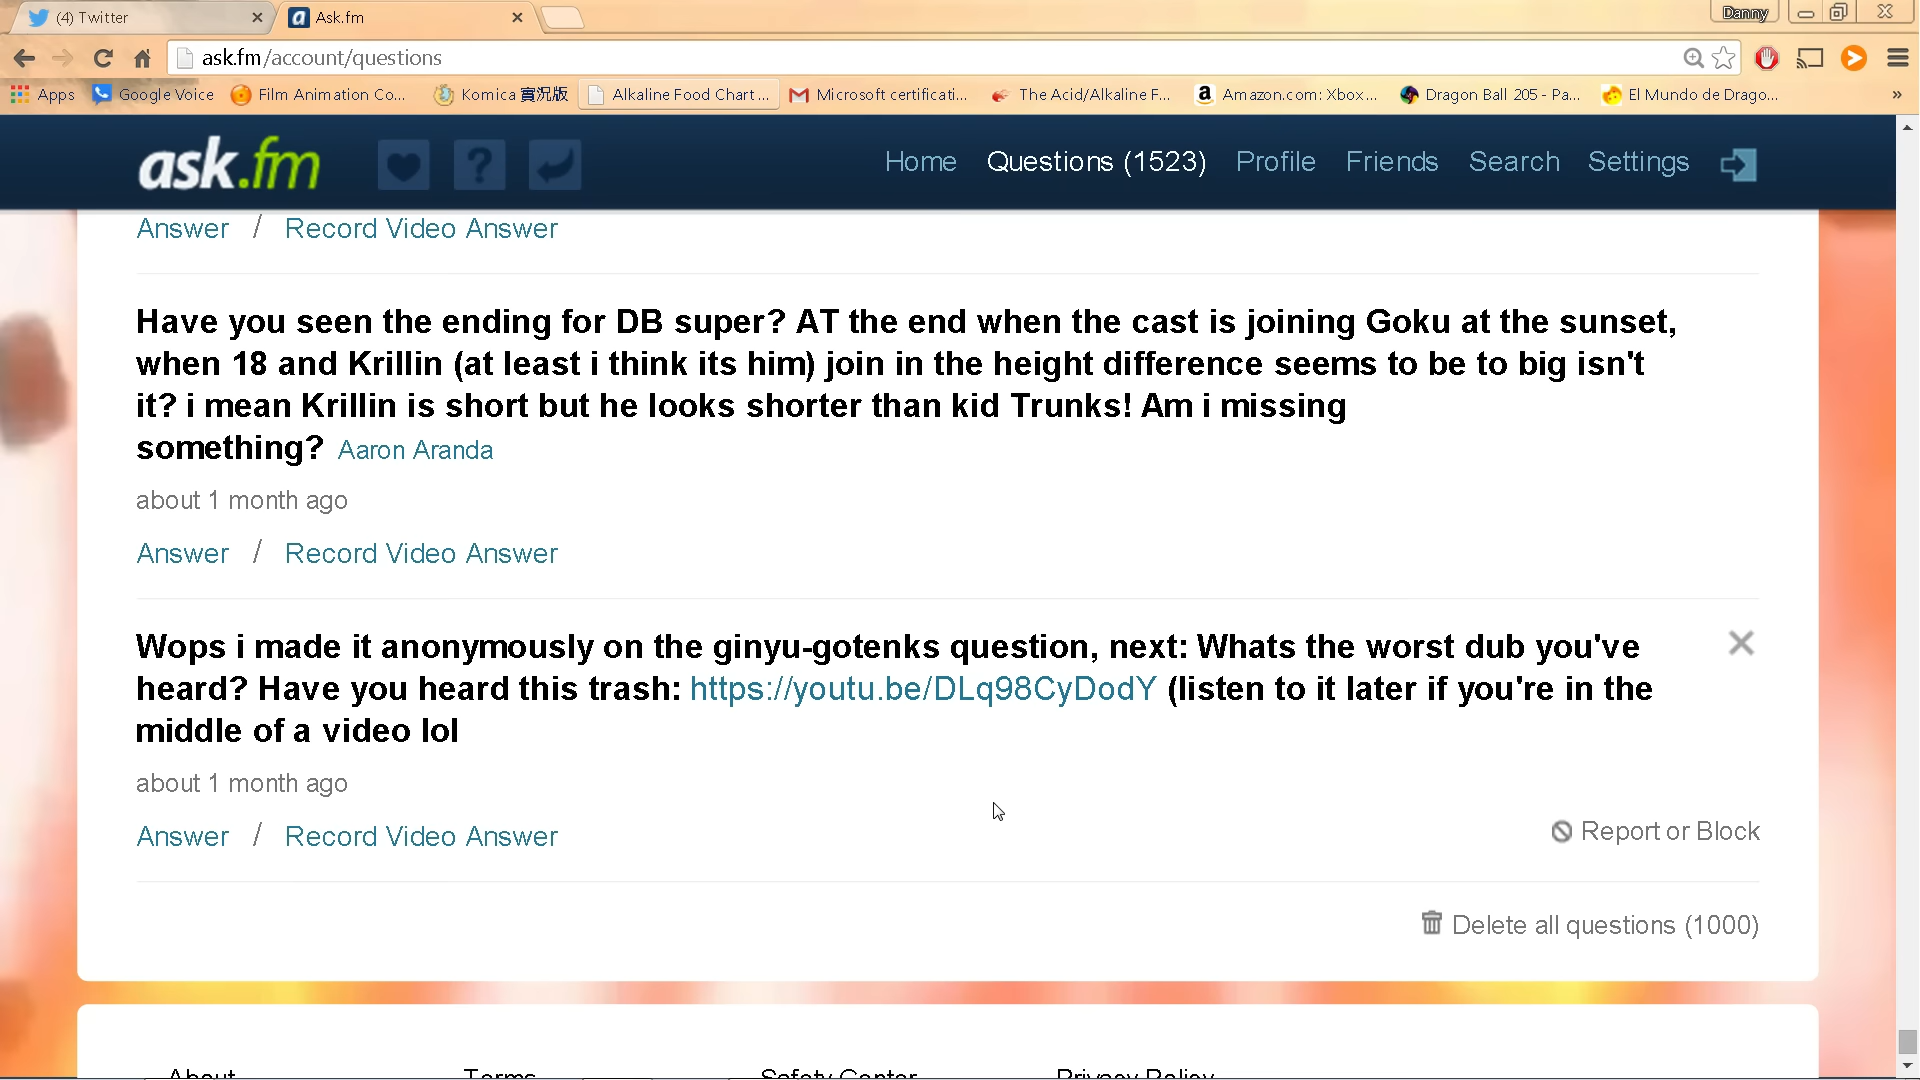 (4) Twitter
Ask.fm
Danny
ask.fm/account/questions
Apps
Google Voice
Film Animation Co...
Komica 實況版
Alkaline Food Chart ...
Microsoft certificati...
The Acid/Alkaline F...
Amazon.com: Xbox...
Dragon Ball 205 - Pa...
El Mundo de Drago...
»
ask.fm
Home
Questions (1523)
Profile
Friends
Search
Settings
Answer / Record Video Answer
Have you seen the ending for DB super? AT the end when the cast is joining Goku at the sunset,
when 18 and Krillin (at least i think its him) join in the height difference seems to be to big isn't
it? i mean Krillin is short but he looks shorter than kid Trunks! Am i missing
something? Aaron Aranda
about 1 month ago
Answer / Record Video Answer
Wops i made it anonymously on the ginyu-gotenks question, next: Whats the worst dub you've
heard? Have you heard this trash: https://youtu.be/DLq98CyDodY (listen to it later if you're in the
middle of a video lol
about 1 month ago
Answer / Record Video Answer
Report or Block
Delete all questions (1000)
About
Terms
Safety Center
Privacy Policy